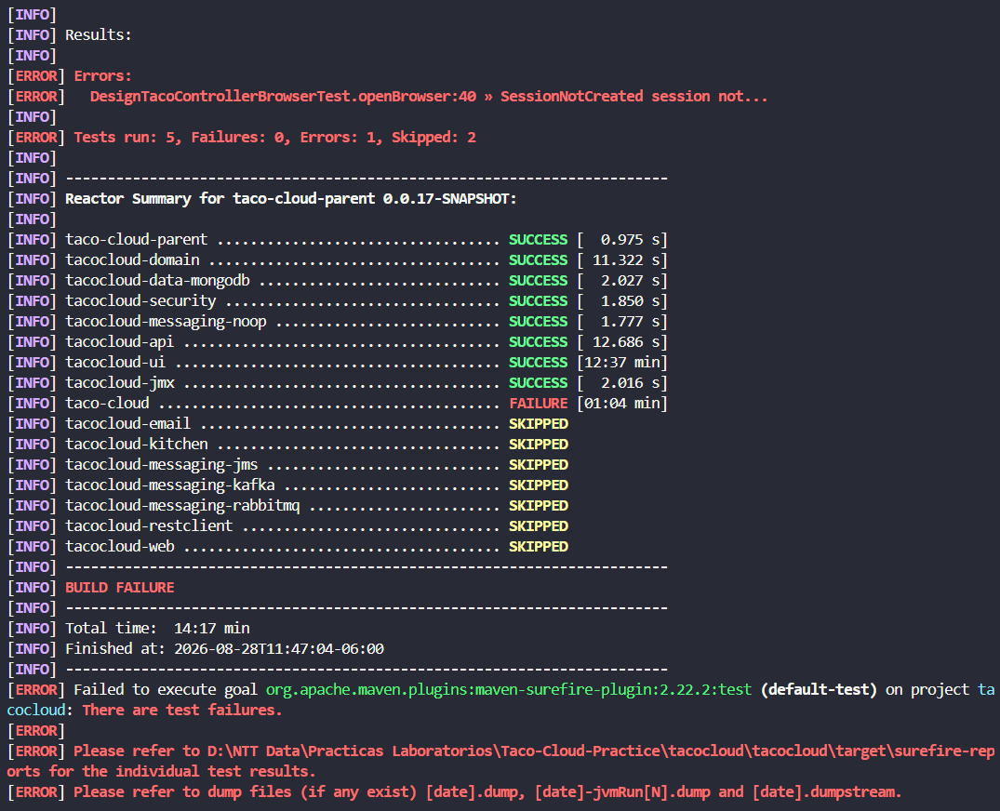 [INFO]
[INFO] Results:
[INFO]
[ERROR] Errors:
[ERROR]   DesignTacoControllerBrowserTest.openBrowser:40 » SessionNotCreated session not...
[INFO]
[ERROR] Tests run: 5, Failures: 0, Errors: 1, Skipped: 2
[INFO]
[INFO] ------------------------------------------------------------------------
[INFO] Reactor Summary for taco-cloud-parent 0.0.17-SNAPSHOT:
[INFO]
[INFO] taco-cloud-parent .................................. SUCCESS [  0.975 s]
[INFO] tacocloud-domain ................................... SUCCESS [ 11.322 s]
[INFO] tacocloud-data-mongodb ............................. SUCCESS [  2.027 s]
[INFO] tacocloud-security ................................. SUCCESS [  1.850 s]
[INFO] tacocloud-messaging-noop ........................... SUCCESS [  1.777 s]
[INFO] tacocloud-api ...................................... SUCCESS [ 12.686 s]
[INFO] tacocloud-ui ....................................... SUCCESS [12:37 min]
[INFO] tacocloud-jmx ...................................... SUCCESS [  2.016 s]
[INFO] taco-cloud ......................................... FAILURE [01:04 min]
[INFO] tacocloud-email .................................... SKIPPED
[INFO] tacocloud-kitchen .................................. SKIPPED
[INFO] tacocloud-messaging-jms ............................ SKIPPED
[INFO] tacocloud-messaging-kafka .......................... SKIPPED
[INFO] tacocloud-messaging-rabbitmq ....................... SKIPPED
[INFO] tacocloud-restclient ............................... SKIPPED
[INFO] tacocloud-web ...................................... SKIPPED
[INFO] ------------------------------------------------------------------------
[INFO] BUILD FAILURE
[INFO] ------------------------------------------------------------------------
[INFO] Total time:  14:17 min
[INFO] Finished at: 2026-08-28T11:47:04-06:00
[INFO] ------------------------------------------------------------------------
[ERROR] Failed to execute goal org.apache.maven.plugins:maven-surefire-plugin:2.22.2:test (default-test) on project ta
cocloud: There are test failures.
[ERROR]
[ERROR] Please refer to D:\NTT Data\Practicas Laboratorios\Taco-Cloud-Practice\tacocloud\tacocloud\target\surefire-rep
orts for the individual test results.
[ERROR] Please refer to dump files (if any exist) [date].dump, [date]-jvmRun[N].dump and [date].dumpstream.